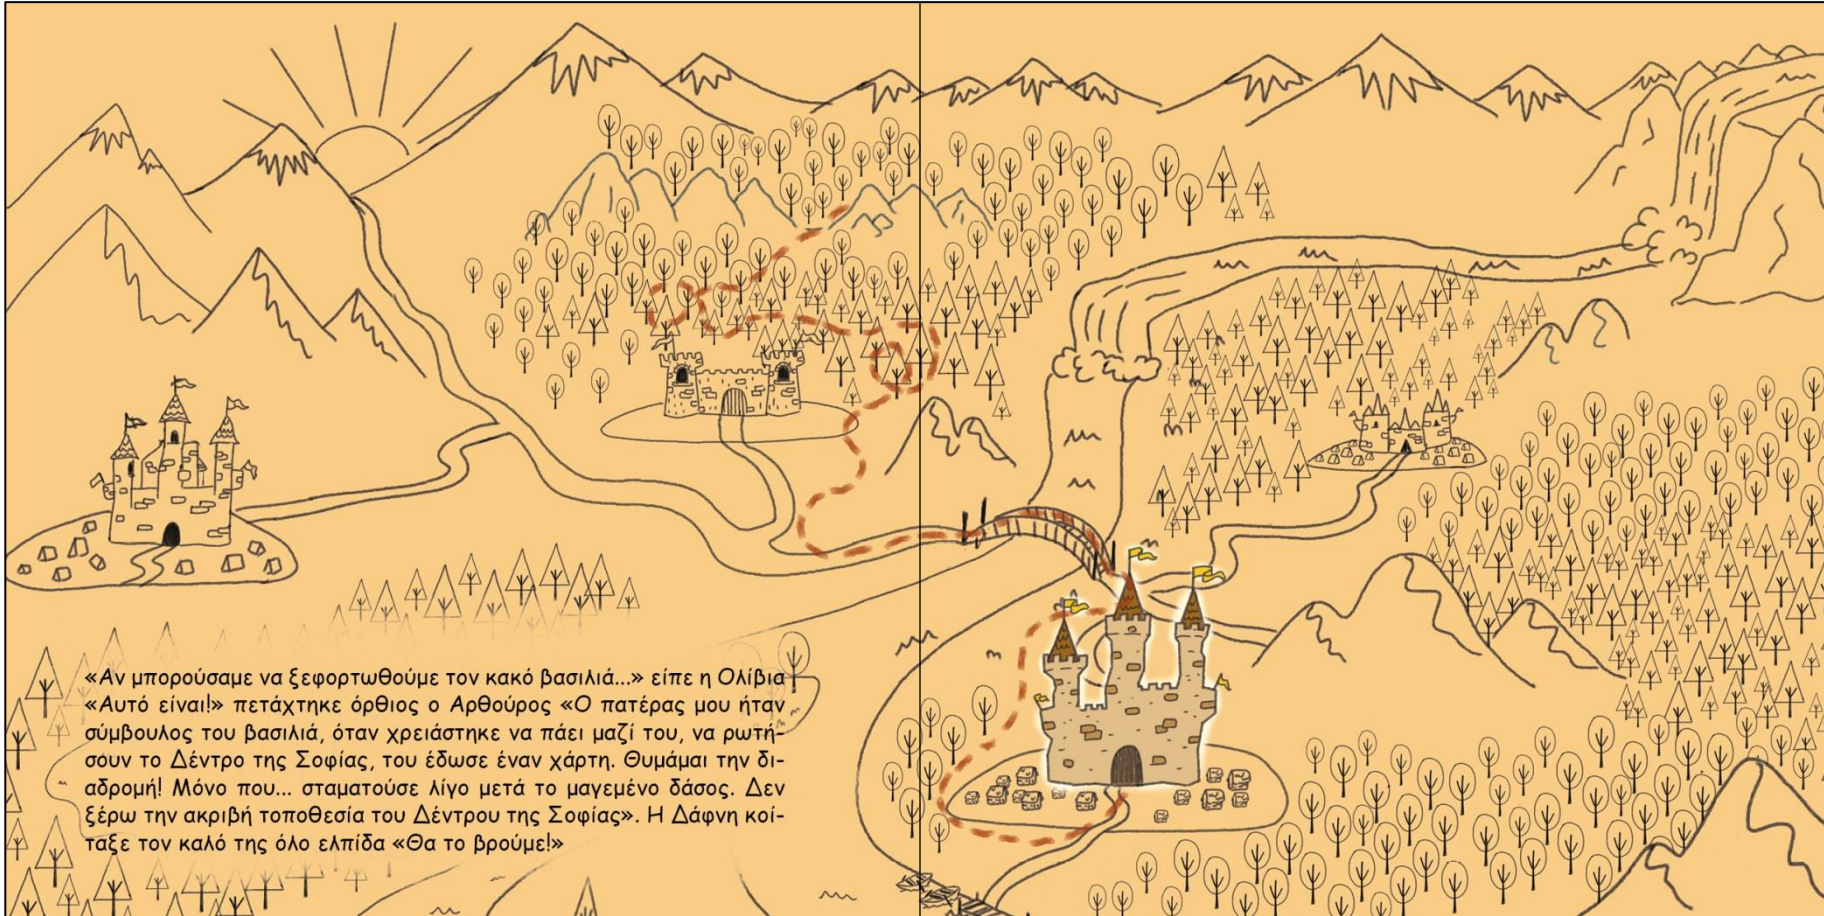 «Αν μπορούσαμε να ξεφορτωθούμε τον κακό βασιλιά...» είπε η Ολίβια
«Αυτό είναι!» πετάχτηκε όρθιος ο Αρθούρος «Ο πατέρας μου ήταν
σύμβουλος του βασιλιά, όταν χρειάστηκε να πάει μαζί του, να ρωτή-
σουν το Δέντρο της Σοφίας, του έδωσε έναν χάρτη. Θυμάμαι την δι-
αδρομή! Μόνο που... σταματούσε λίγο μετά το μαγεμένο δάσος. Δεν
ξέρω την ακριβή τοποθεσία του Δέντρου της Σοφίας». Η Δάφνη κοί-
ταξε τον καλό της όλο ελπίδα «Θα το βρούμε!»